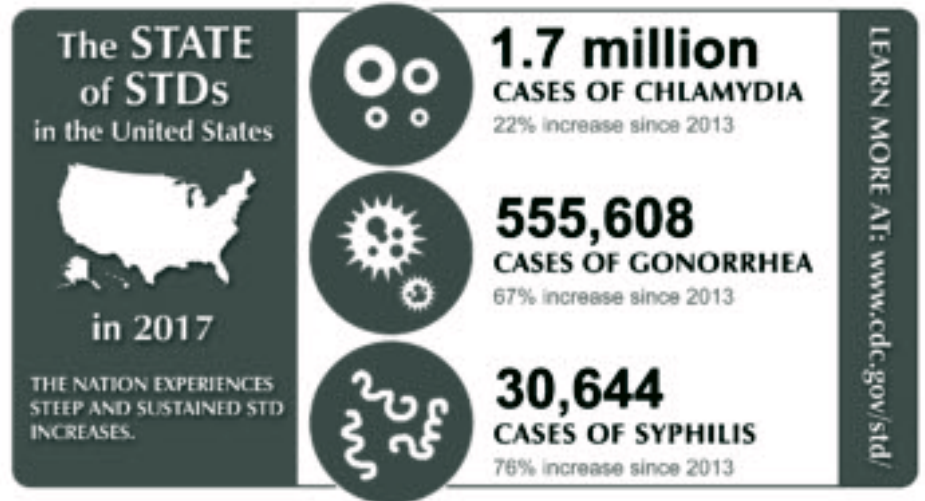 The STATE
of STDs
in the United States
in 2017
THE NATION EXPERIENCES
STEEP AND SUSTAINED STD
INCREASES.
1.7 million
CASES OF CHLAMYDIA
22% increase since 2013
555,608
CASES OF GONORRHEA
67% increase since 2013
30,644
CASES OF SYPHILIS
76% increase since 2013
LEARN MORE AT: www.cdc.gov/std/